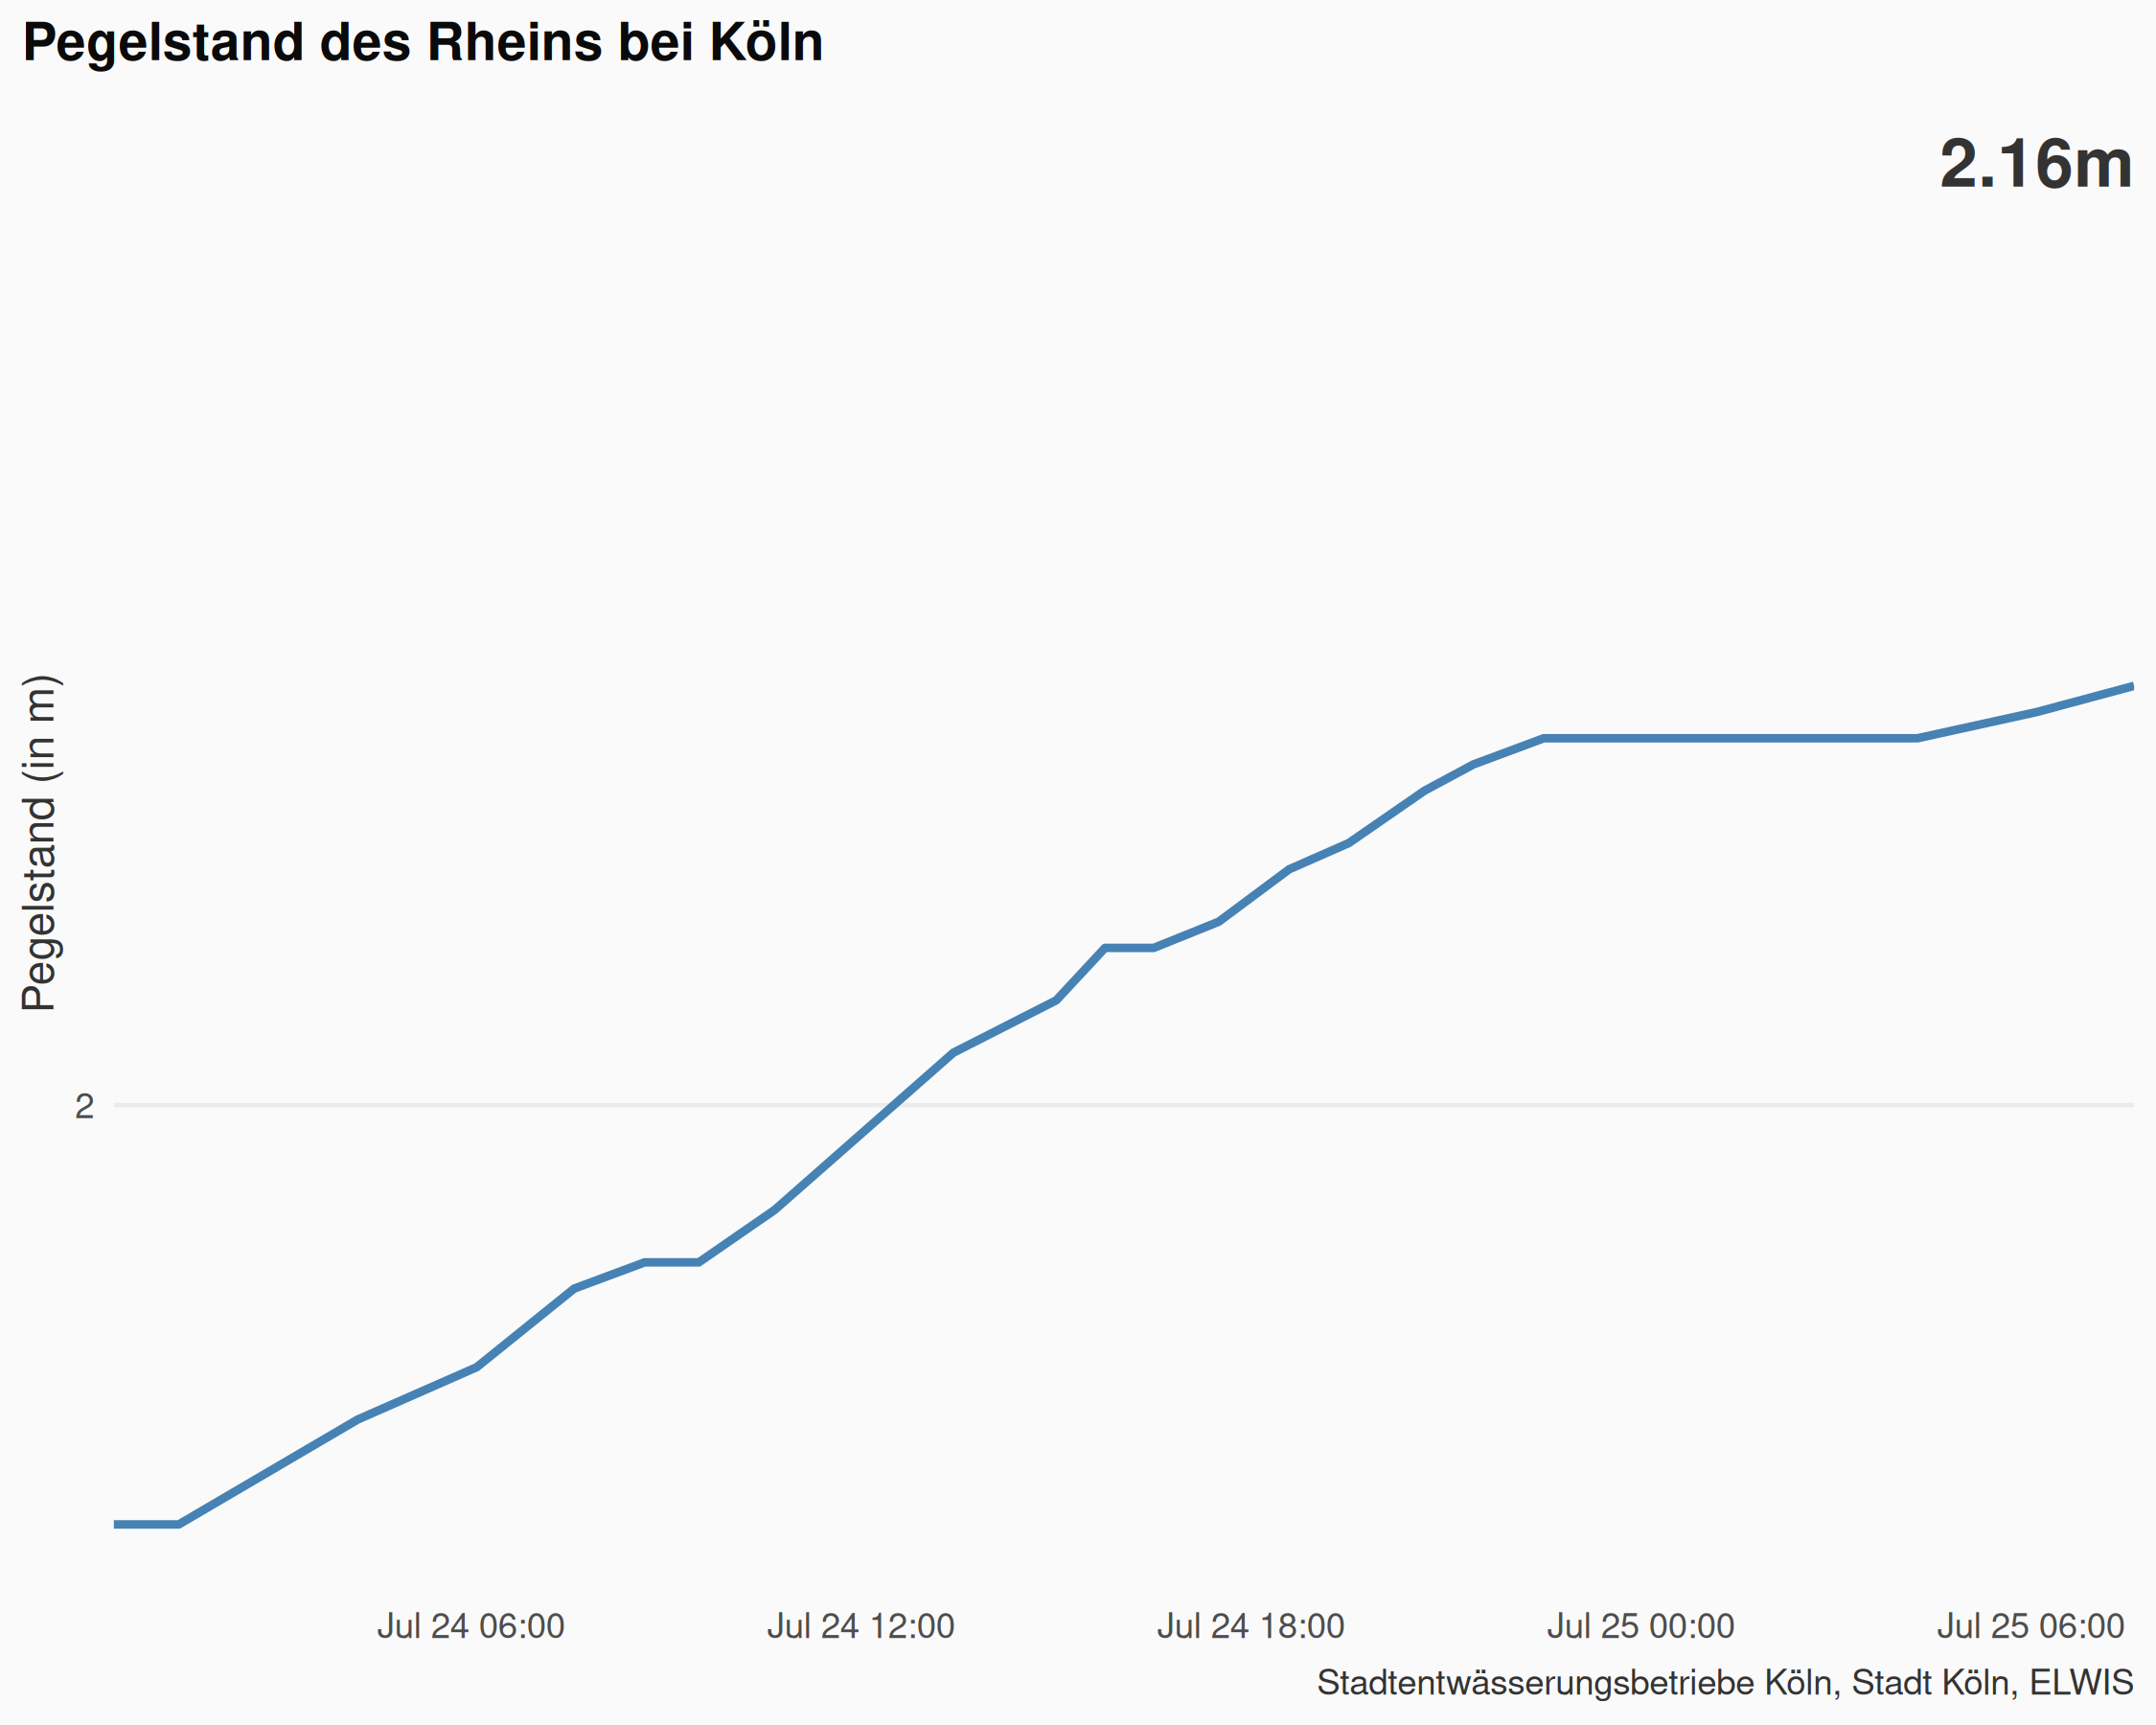 Pegelstand des Rheins bei Köln
2.16m
Pegelstand (in m)
2
Jul 24 06:00 Jul 24 12:00 Jul 24 18:00 Jul 25 00:00 Jul 25 06:00
Stadtentwässerungsbetriebe Köln, Stadt Köln, ELWIS